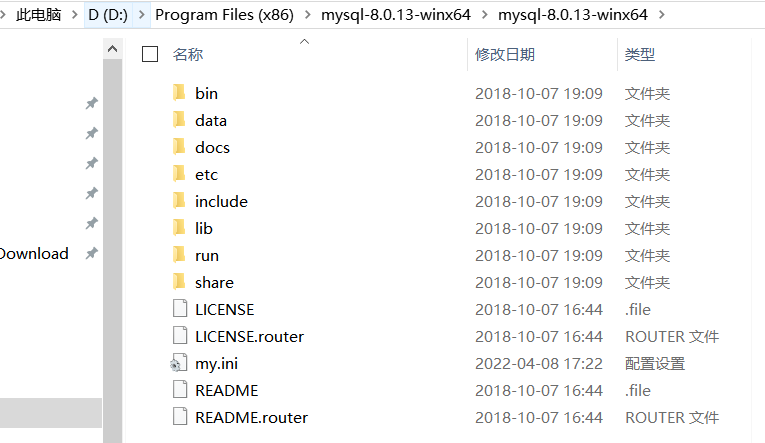 此电脑 D (D:) Program Files (x86) mysql-8.0.13-winx64 mysql-8.0.13-winx64
名称 修改日期 类型
bin 2018-10-07 19:09 文件夹
data 2018-10-07 19:09 文件夹
docs 2018-10-07 19:09 文件夹
etc 2018-10-07 19:09 文件夹
include 2018-10-07 19:09 文件夹
lib 2018-10-07 19:09 文件夹
Download
run 2018-10-07 19:09 文件夹
share 2018-10-07 19:09 文件夹
LICENSE 2018-10-07 16:44 .file
LICENSE.router 2018-10-07 16:44 ROUTER 文件
my.ini 2022-04-08 17:22 配置设置
README 2018-10-07 16:44 .file
README.router 2018-10-07 16:44 ROUTER 文件